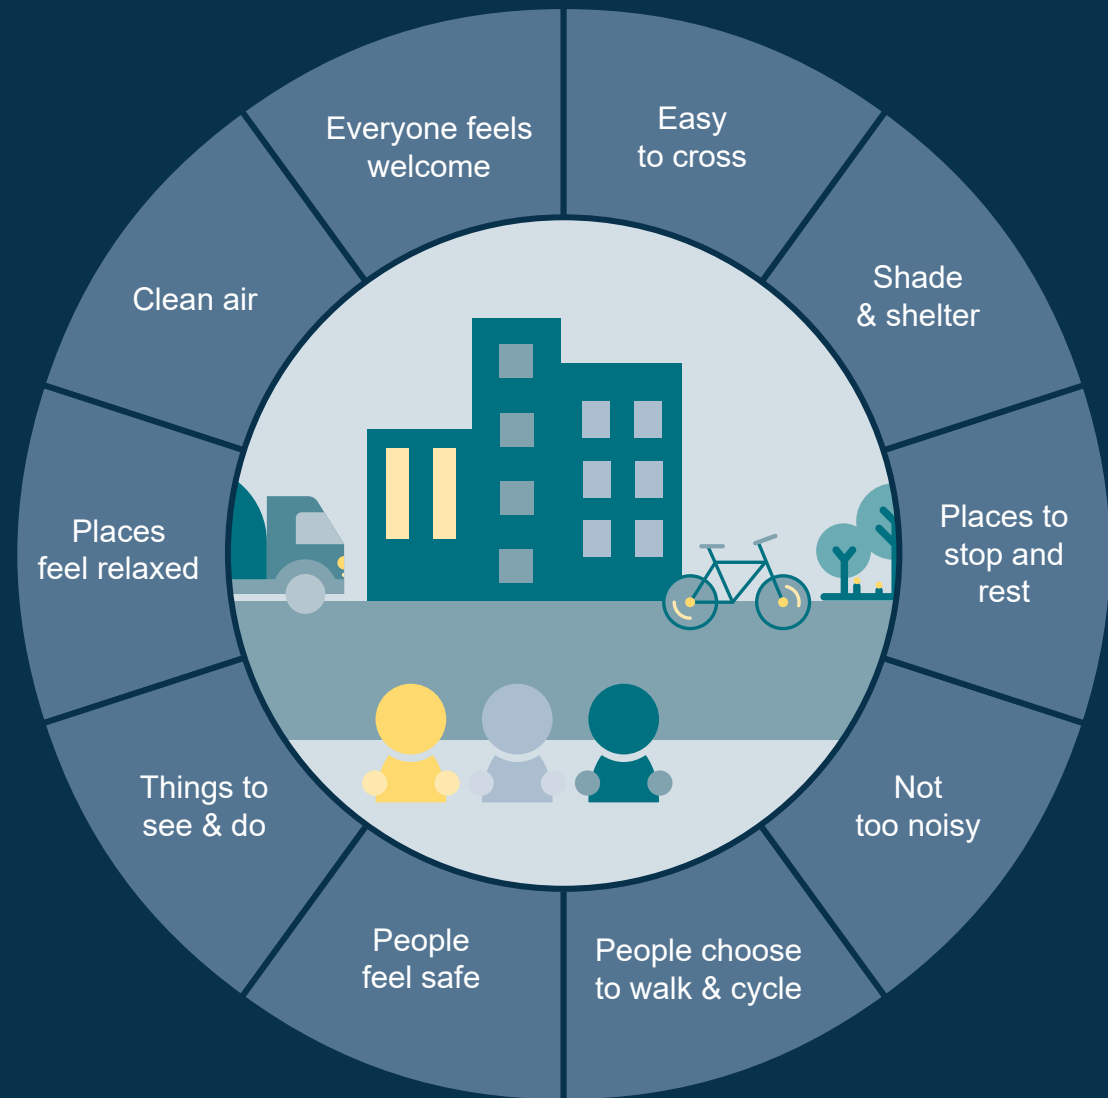 Everyone feels
welcome
Easy
to cross
Shade
& shelter
Places to
stop and
rest
Not
too noisy
People choose
to walk & cycle
People
feel safe
Things to
see & do
Places
feel relaxed
Clean air